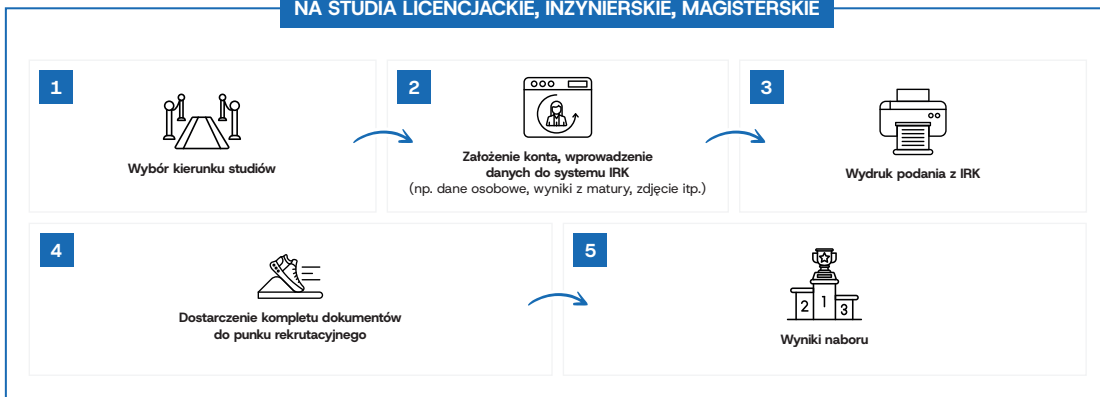 NA STUDIA LICENCJACKIE, INŻYNIERSKIE, MAGISTERSKIE
1
Wybór kierunku studiów
2
Założenie konta, wprowadzenie
danych do systemu IRK
(np. dane osobowe, wyniki z matury, zdjęcie itp.)
3
Wydruk podania z IRK
4
Dostarczenie kompletu dokumentów
do punktu rekrutacyjnego
5
2 1 3
Wyniki naboru